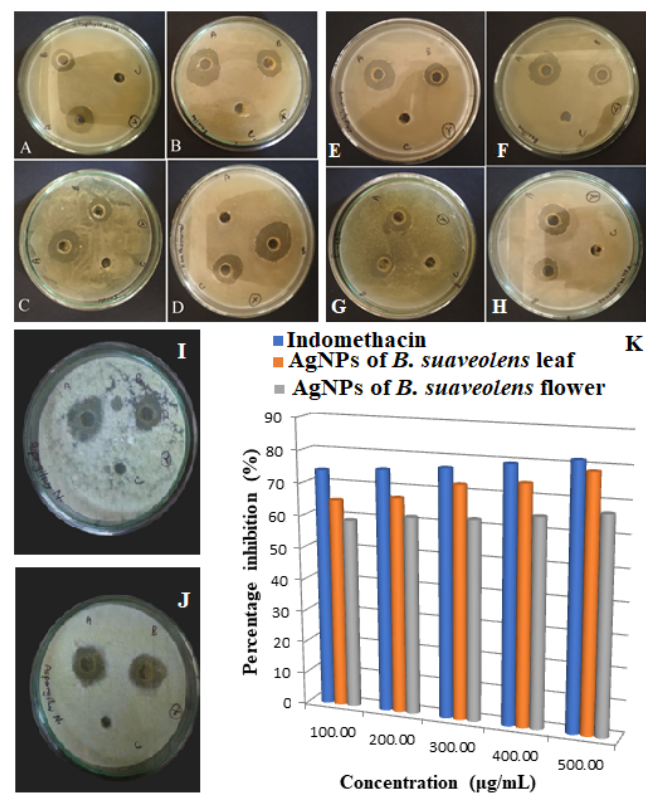 A
B
E
F
C
D
G
H
I
K
Indomethacin
AgNPs of B. suaveolens leaf
AgNPs of B. suaveolens flower
J
Percentage inhibition (%)
90
80
70
60
50
40
30
20
10
0
100.00
200.00
300.00
400.00
500.00
Concentration (µg/mL)